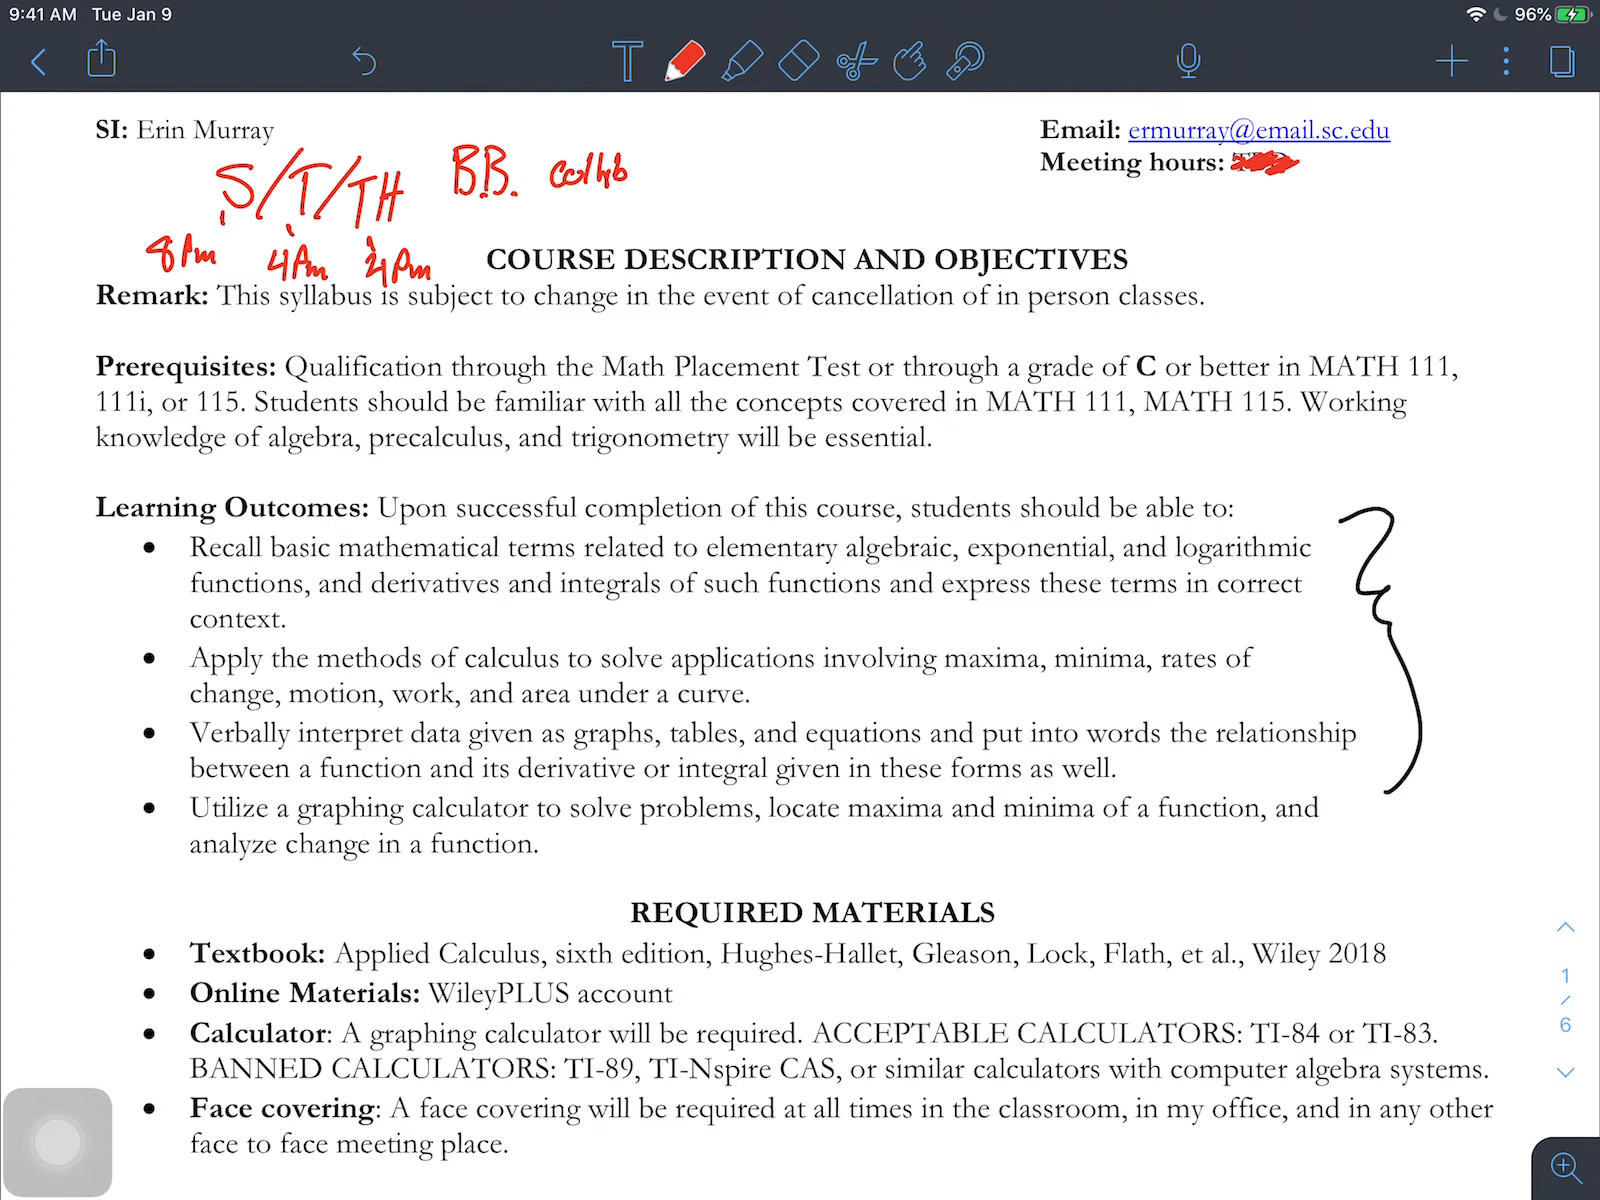 9:41 AM Tue Jan 9 96%
SI: Erin Murray
Email: ermurray@email.sc.edu
Meeting hours:
S/T/TH B.B. collab
8pm 4pm 4pm
COURSE DESCRIPTION AND OBJECTIVES
Remark: This syllabus is subject to change in the event of cancellation of in person classes.
Prerequisites: Qualification through the Math Placement Test or through a grade of C or better in MATH 111,
111i, or 115. Students should be familiar with all the concepts covered in MATH 111, MATH 115. Working
knowledge of algebra, precalculus, and trigonometry will be essential.
Learning Outcomes: Upon successful completion of this course, students should be able to:
• Recall basic mathematical terms related to elementary algebraic, exponential, and logarithmic
functions, and derivatives and integrals of such functions and express these terms in correct
context.
• Apply the methods of calculus to solve applications involving maxima, minima, rates of
change, motion, work, and area under a curve.
• Verbally interpret data given as graphs, tables, and equations and put into words the relationship
between a function and its derivative or integral given in these forms as well.
• Utilize a graphing calculator to solve problems, locate maxima and minima of a function, and
analyze change in a function.
REQUIRED MATERIALS
• Textbook: Applied Calculus, sixth edition, Hughes-Hallet, Gleason, Lock, Flath, et al., Wiley 2018
• Online Materials: WileyPLUS account
• Calculator: A graphing calculator will be required. ACCEPTABLE CALCULATORS: TI-84 or TI-83.
BANNED CALCULATORS: TI-89, TI-Nspire CAS, or similar calculators with computer algebra systems.
• Face covering: A face covering will be required at all times in the classroom, in my office, and in any other
face to face meeting place.
1
/
6